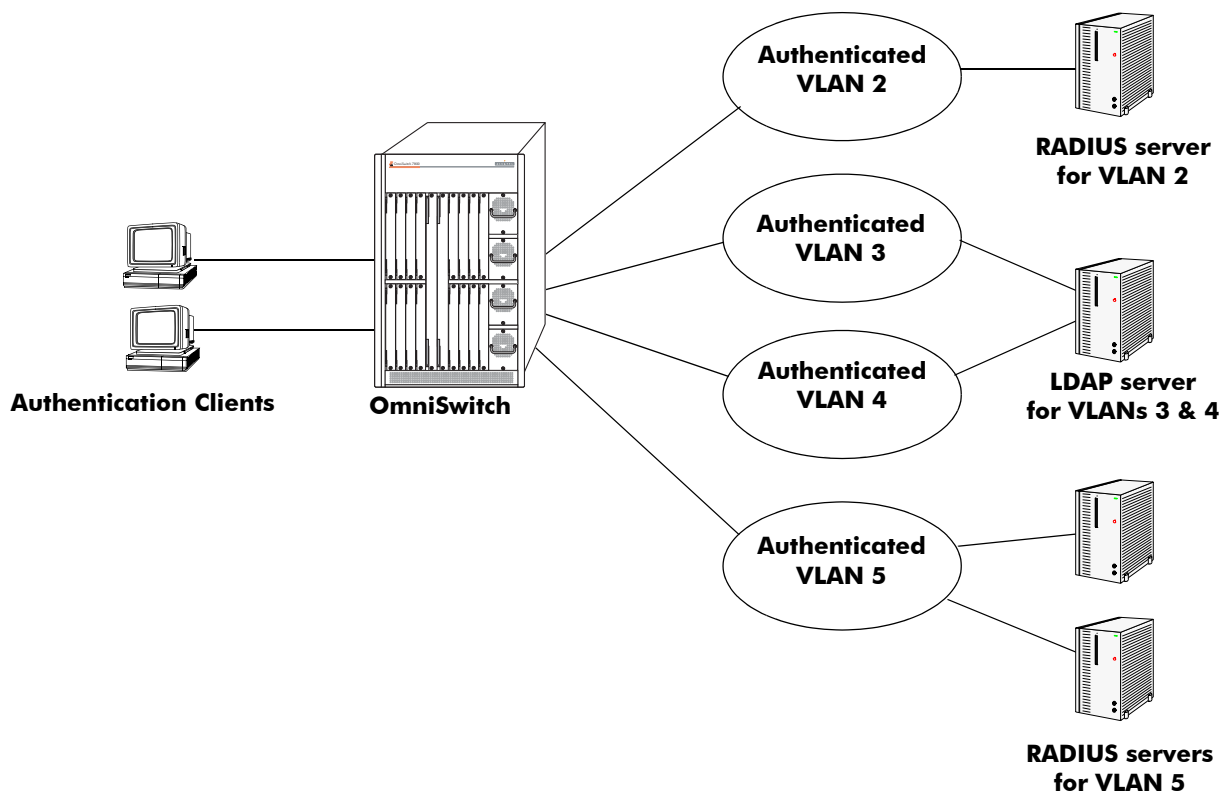 Authenticated
VLAN 2
RADIUS server
for VLAN 2
Authenticated
VLAN 3
Authentication Clients
OmniSwitch
Authenticated
VLAN 4
LDAP server
for VLANs 3 & 4
Authenticated
VLAN 5
RADIUS servers
for VLAN 5